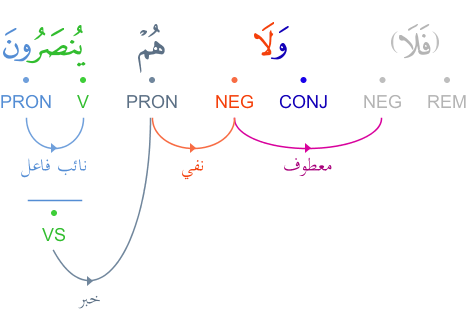 (فَلَا) وَلَا هُمْ يُنصَرُونَ
REM NEG CONJ NEG PRON V PRON
معطوف نفي نائب فاعل
VS
خبر